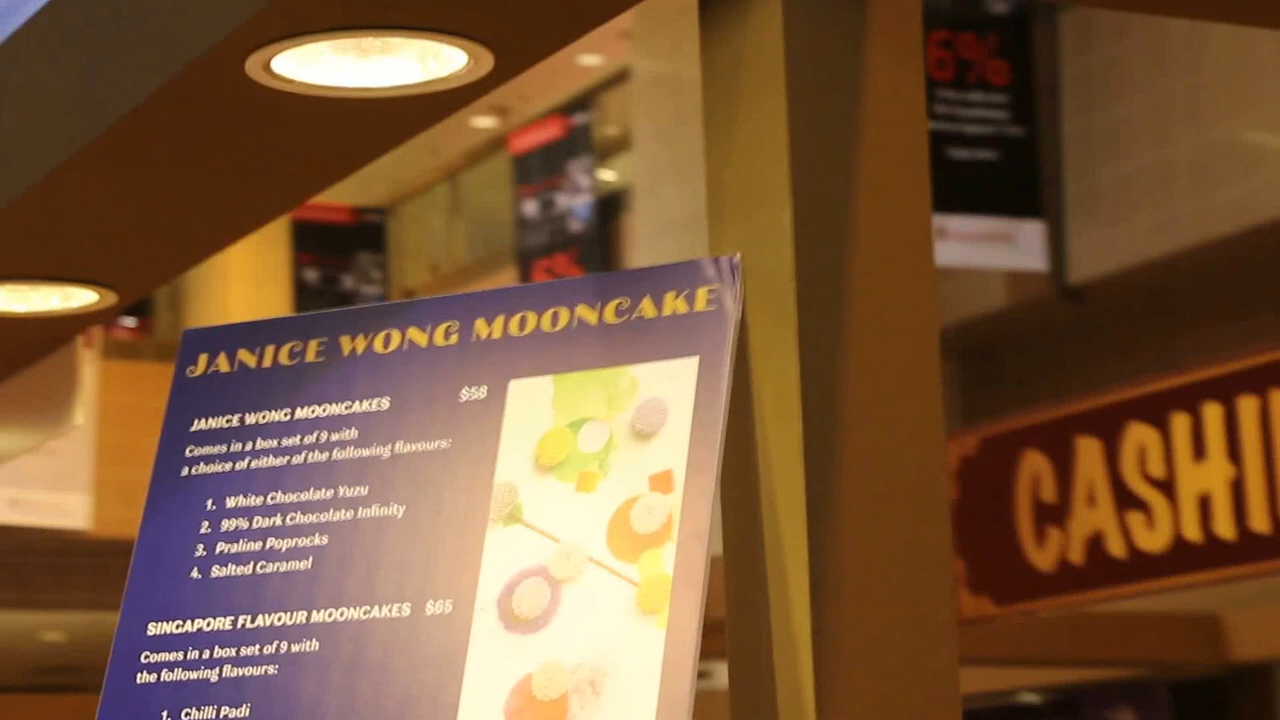 6%
JANICE WONG MOONCAKE
JANICE WONG MOONCAKES $58
Comes in a box set of 9 with
a choice of either of the following flavours:
1. White Chocolate Yuzu
2. 99% Dark Chocolate Infinity
3. Praline Poprocks
4. Salted Caramel
SINGAPORE FLAVOUR MOONCAKES $65
Comes in a box set of 9 with
the following flavours:
1. Chilli Padi
CASHI